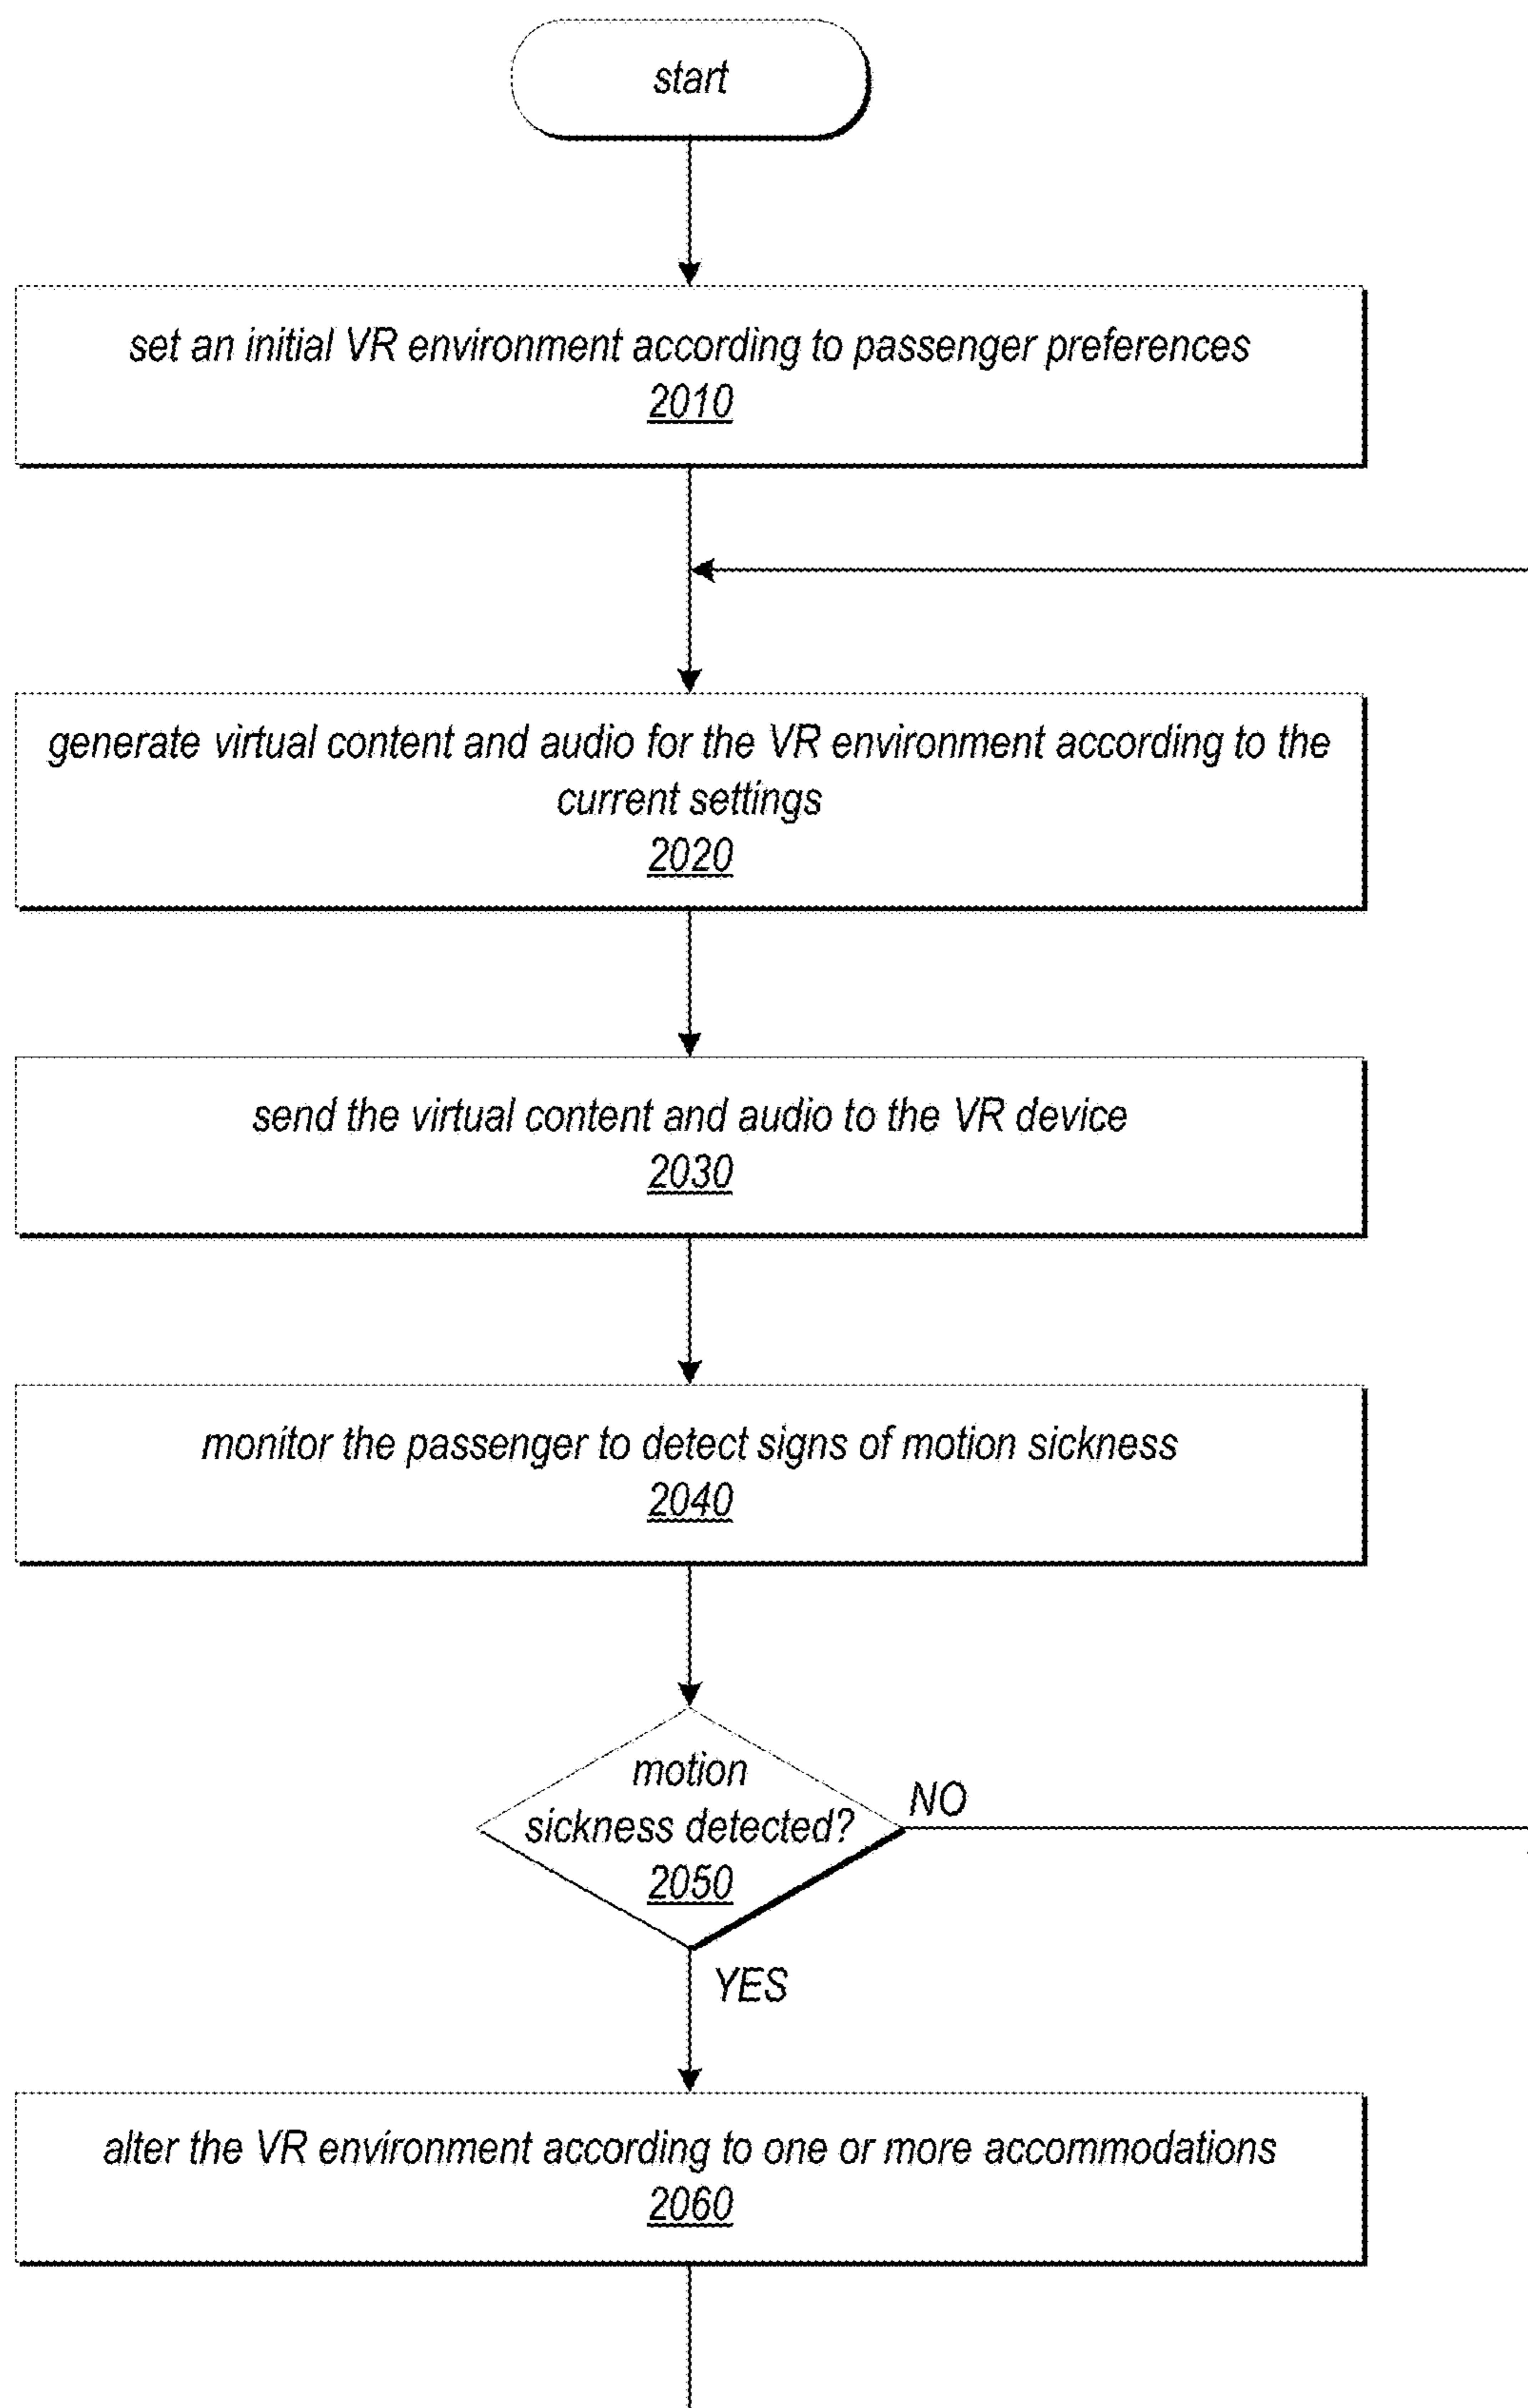 start
set an initial VR environment according to passenger preferences
2010
generate virtual content and audio for the VR environment according to the
current settings
2020
send the virtual content and audio to the VR device
2030
monitor the passenger to detect signs of motion sickness
2040
motion
sickness detected?
2050
NO
YES
alter the VR environment according to one or more accommodations
2060